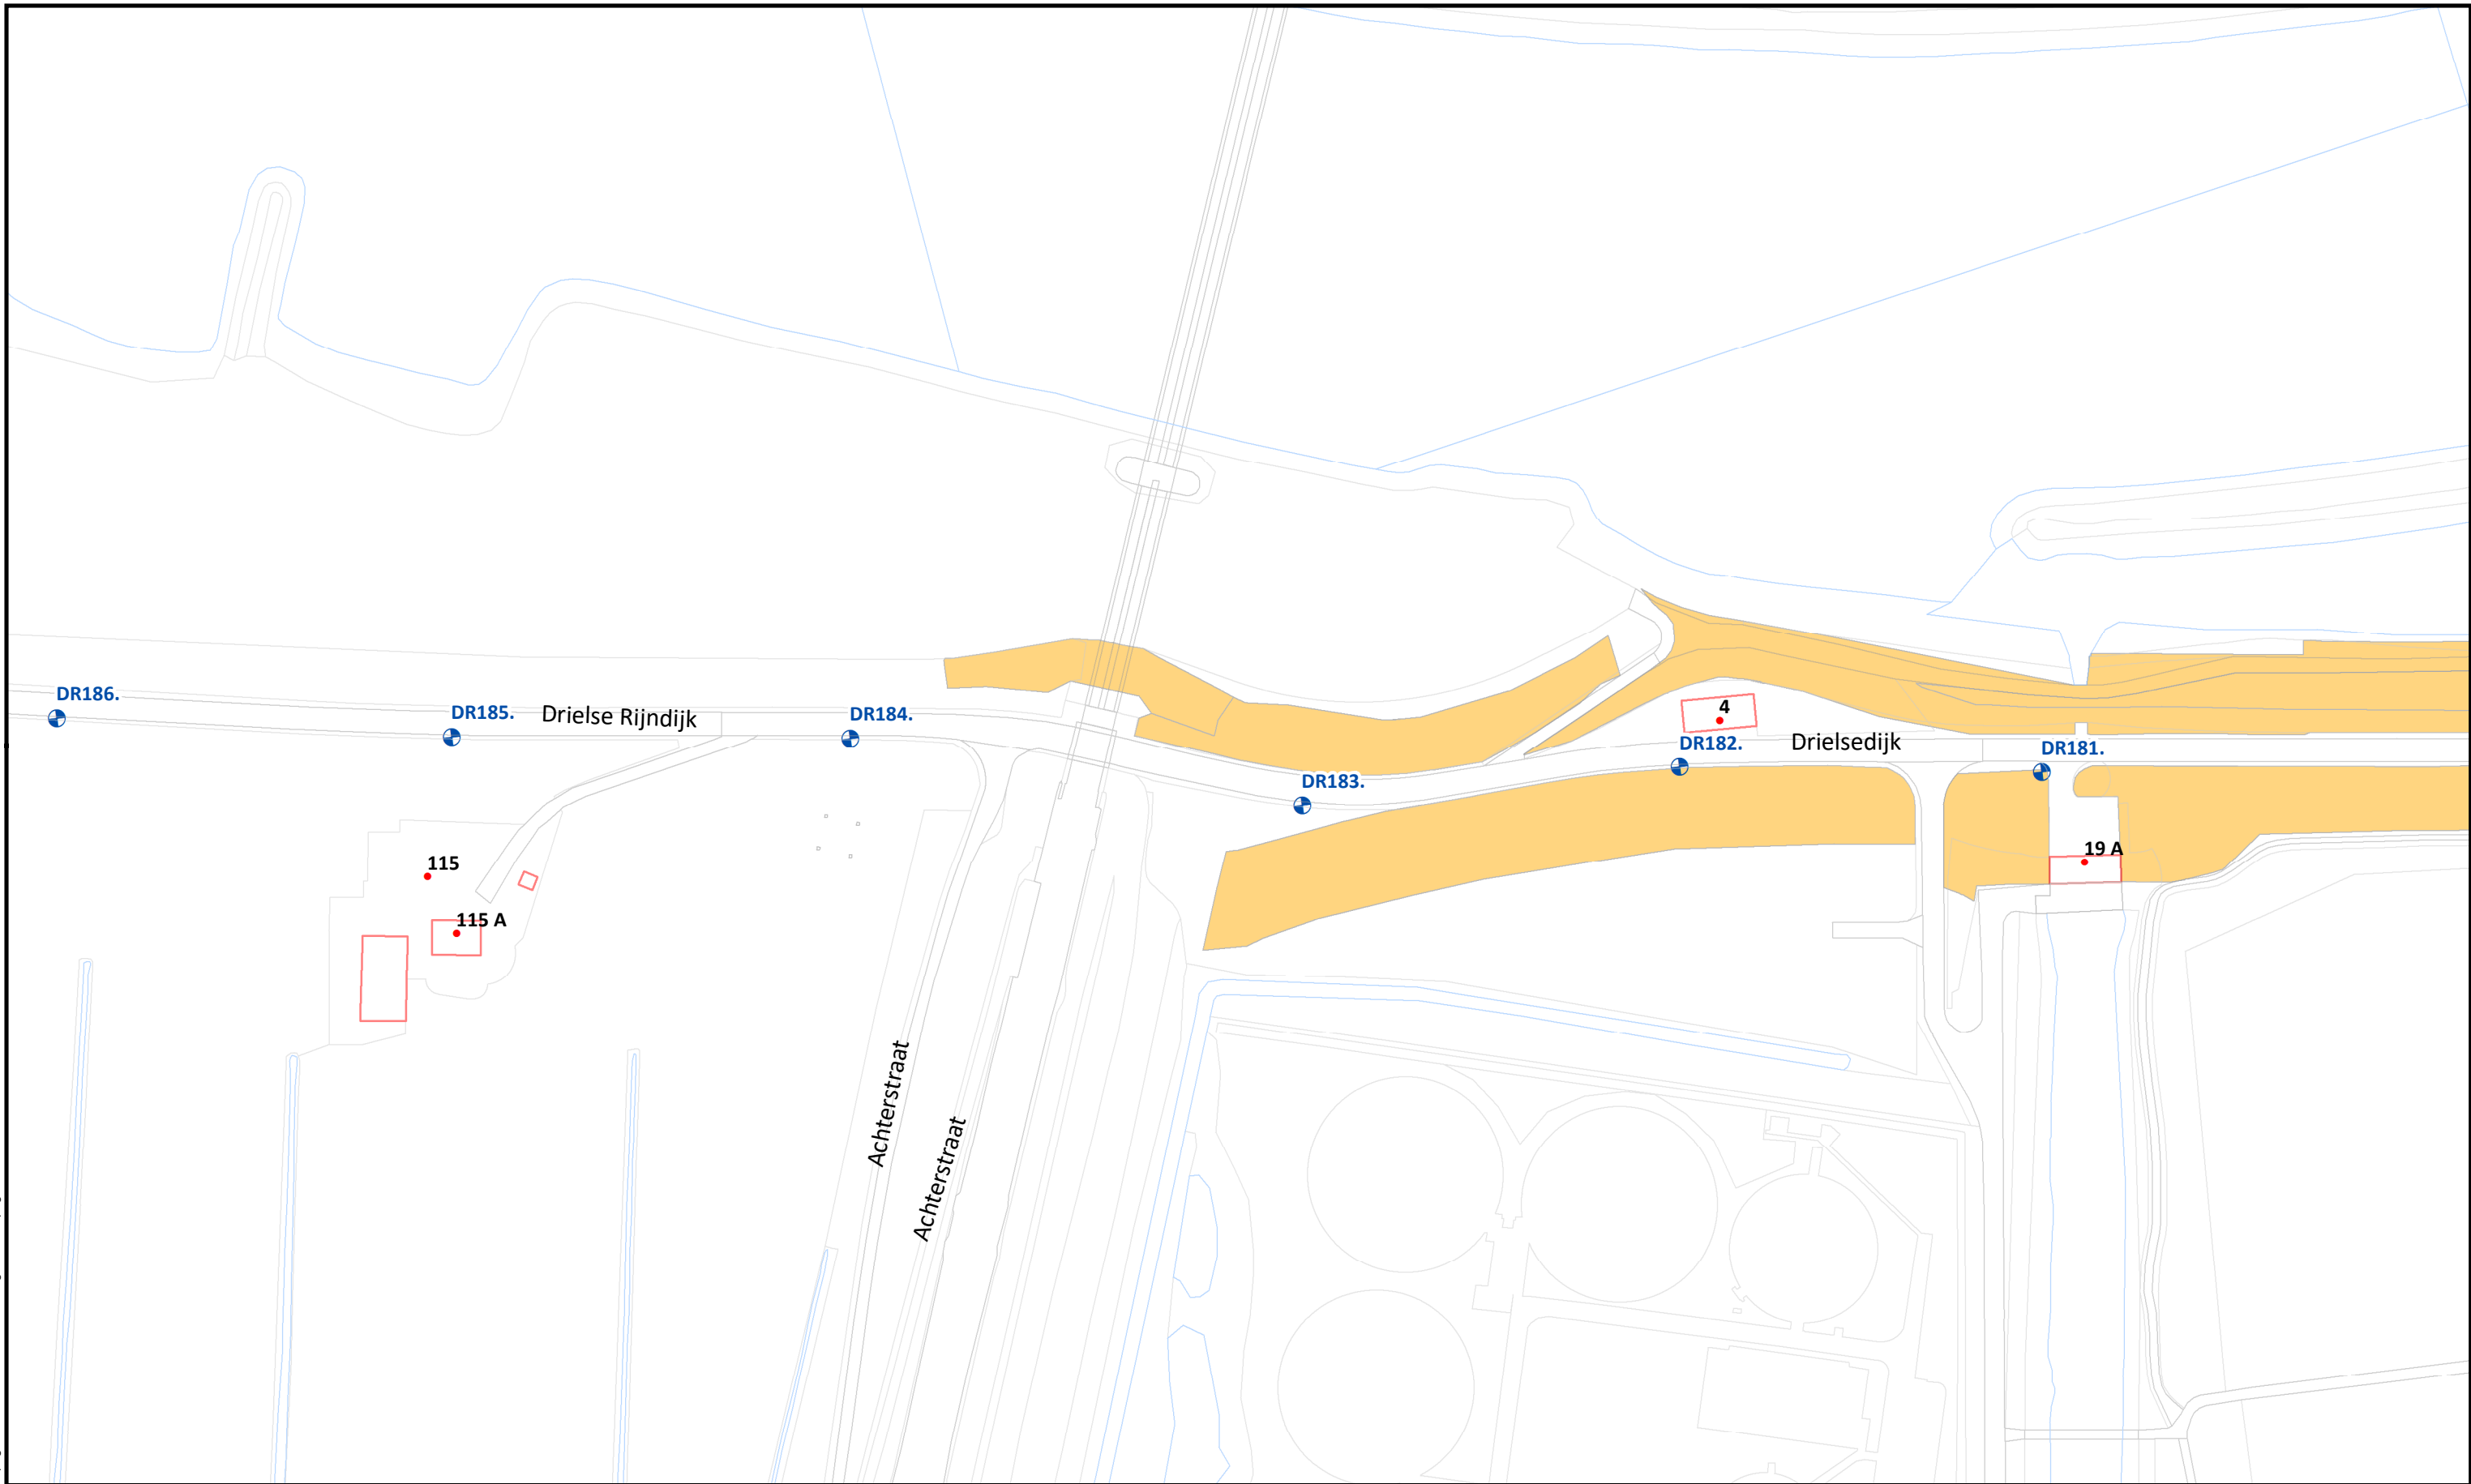 DR186.
DR185.
Drielse Rijndijk
DR184.
4
DR182.
Drielsedijk
DR181.
DR183.
115
19 A
115 A
Achterstraat
Achterstraat